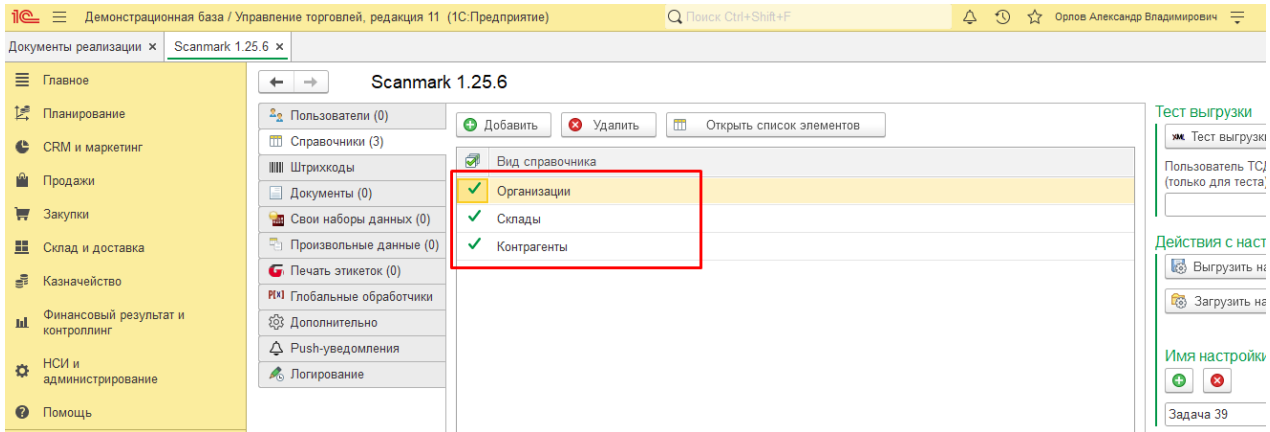 1С Демонстрационная база / Управление торговлей, редакция 11 (1С:Предприятие) Поиск Ctrl+Shift+F Орлов Александр Владимирович
Документы реализации × Scanmark 1.25.6 ×
Главное
Планирование
CRM и маркетинг
Продажи
Закупки
Склад и доставка
Казначейство
Финансовый результат и
контроллинг
НСИ и
администрирование
Помощь
Scanmark 1.25.6
Пользователи (0)
Справочники (3)
Штрихкоды
Документы (0)
Свои наборы данных (0)
Произвольные данные (0)
Печать этикеток (0)
P[X] Глобальные обработчики
Дополнительно
Push-уведомления
Логирование
Добавить Удалить Открыть список элементов
Вид справочника
Организации
Склады
Контрагенты
Тест выгрузки
XML Тест выгрузки
Пользователь ТСД
(только для теста)
Действия с наст
Выгрузить на
Загрузить на
Имя настройки
Задача 39